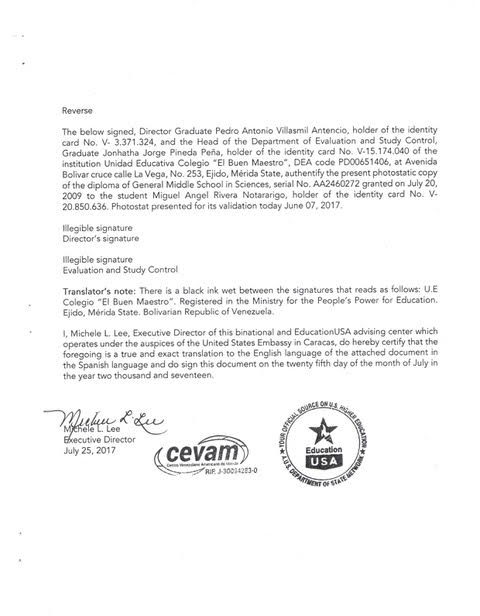 Reverse
The below signed, Director Graduate Pedro Antonio Villasmil Antencio, holder of the identity
card No. V- 3.371.324, and the Head of the Department of Evaluation and Study Control,
Graduate Jonhatha Jorge Pineda Peña, holder of the identity card No. V-15.174.040 of the
institution Unidad Educativa Colegio "El Buen Maestro", DEA code PD00651406, at Avenida
Bolivar cruce calle La Vega, No. 253, Ejido, Mérida State, authentify the present photostatic copy
of the diploma of General Middle School in Sciences, serial No. AA2460272 granted on July 20,
2009 to the student Miguel Angel Rivera Notararigo, holder of the identity card No. V-
20.850.636. Photostat presented for its validation today June 07, 2017.
Illegible signature
Director's signature
Illegible signature
Evaluation and Study Control
Translator's note: There is a black ink wet between the signatures that reads as follows: U.E
Colegio "El Buen Maestro". Registered in the Ministry for the People's Power for Education.
Ejido, Mérida State. Bolivarian Republic of Venezuela.
I, Michele L. Lee, Executive Director of this binational and EducationUSA advising center which
operates under the auspices of the United States Embassy in Caracas, do hereby certify that the
foregoing is a true and exact translation to the English language of the attached document in
the Spanish language and do sign this document on the twenty fifth day of the month of July in
the year two thousand and seventeen.
Michele L. Lee
Michele L. Lee
Executive Director
July 25, 2017
cevam
Centro Venezolano Americano de Mérida
RIF. J-30034283-0
YOUR OFFICIAL SOURCE ON U.S. HIGHER EDUCATION
Education
USA
A U.S. DEPARTMENT OF STATE NETWORK